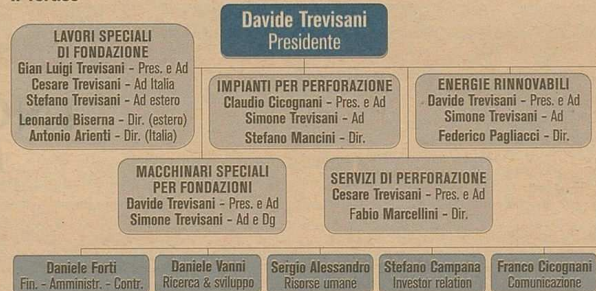 Davide Trevisani
Presidente
LAVORI SPECIALI
DI FONDAZIONE
Gian Luigi Trevisani - Pres. e Ad
Cesare Trevisani - Ad Italia
Stefano Trevisani - Ad estero
Leonardo Biserna - Dir. (estero)
Antonio Arienti - Dir. (Italia)
IMPIANTI PER PERFORAZIONE
Claudio Cicognani - Pres. e Ad
Simone Trevisani - Ad
Stefano Mancini - Dir.
ENERGIE RINNOVABILI
Davide Trevisani - Pres. e Ad
Simone Trevisani - Ad
Federico Pagliacci - Dir.
MACCHINARI SPECIALI
PER FONDAZIONI
Davide Trevisani - Pres. e Ad
Simone Trevisani - Ad e Dg
SERVIZI DI PERFORAZIONE
Cesare Trevisani - Pres. e Ad
Fabio Marcellini - Dir.
Daniele Forti
Fin. - Amministr. - Contr.
Daniele Vanni
Ricerca & sviluppo
Sergio Alessandro
Risorse umane
Stefano Campana
Investor relation
Franco Cicognani
Comunicazione